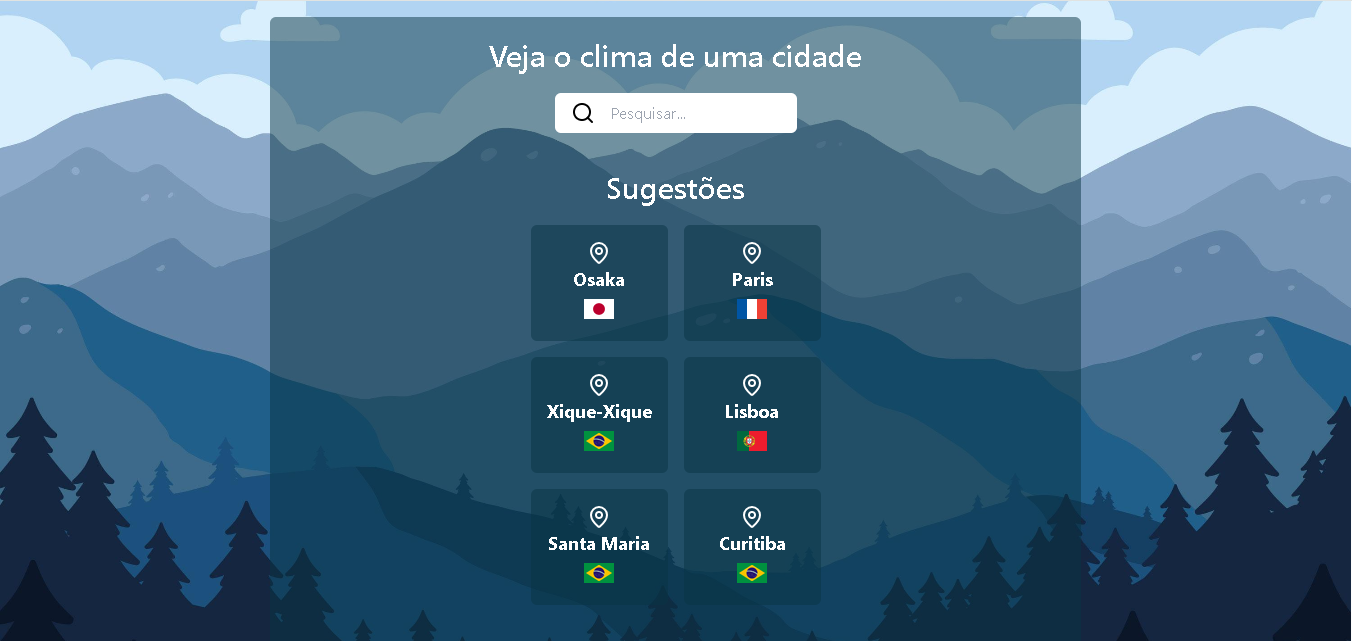 Veja o clima de uma cidade
Pesquisar...
Sugestões
Osaka
Paris
Xique-Xique
Lisboa
Santa Maria
Curitiba